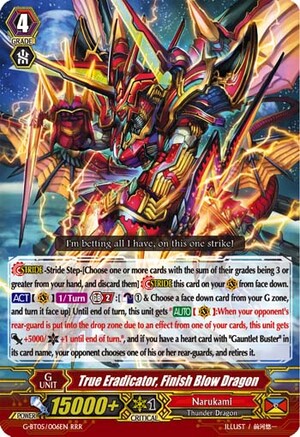 4
GRADE
I'm betting all I have, on this one strike!
STRIDE -Stride Step-[Choose one or more cards with the sum of their grades being 3 or
greater from your hand, and discard them] STRIDE this card on your (V) from face down.
ACT [(V)] 1/Turn [CB 2] [ & Choose a face down card from your G zone,
and turn it face up] Until end of turn, this unit gets "AUTO [(V)]:When your opponent's
rear-guard is put into the drop zone due to an effect from one of your cards, this unit gets
+5000/ +1 until end of turn.", and if you have a heart card with "Gauntlet Buster" in
its card name, your opponent chooses one of his or her rear-guards, and retires it.
G
UNIT
True Eradicator, Finish Blow Dragon
POWER
15000+
1
CRITICAL
Narukami
Thunder Dragon
G-BT05/006EN RRR
ILLUST / 前河悠一